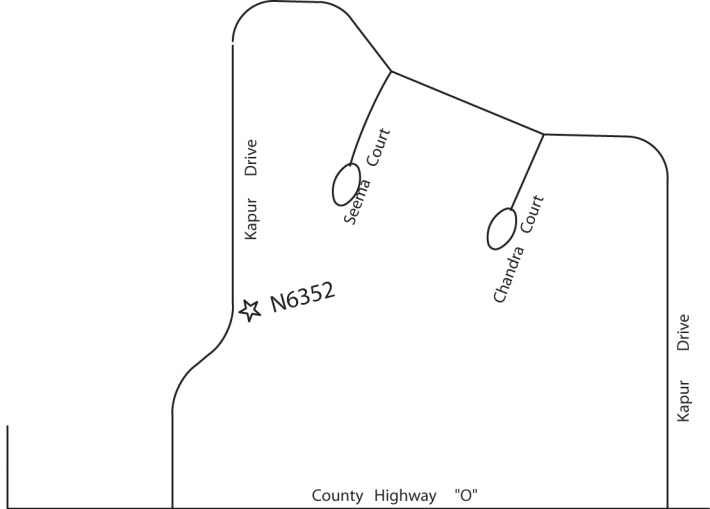 Kapur Drive
Seema Court
Chandra Court
N6352
Kapur Drive
County Highway "O"